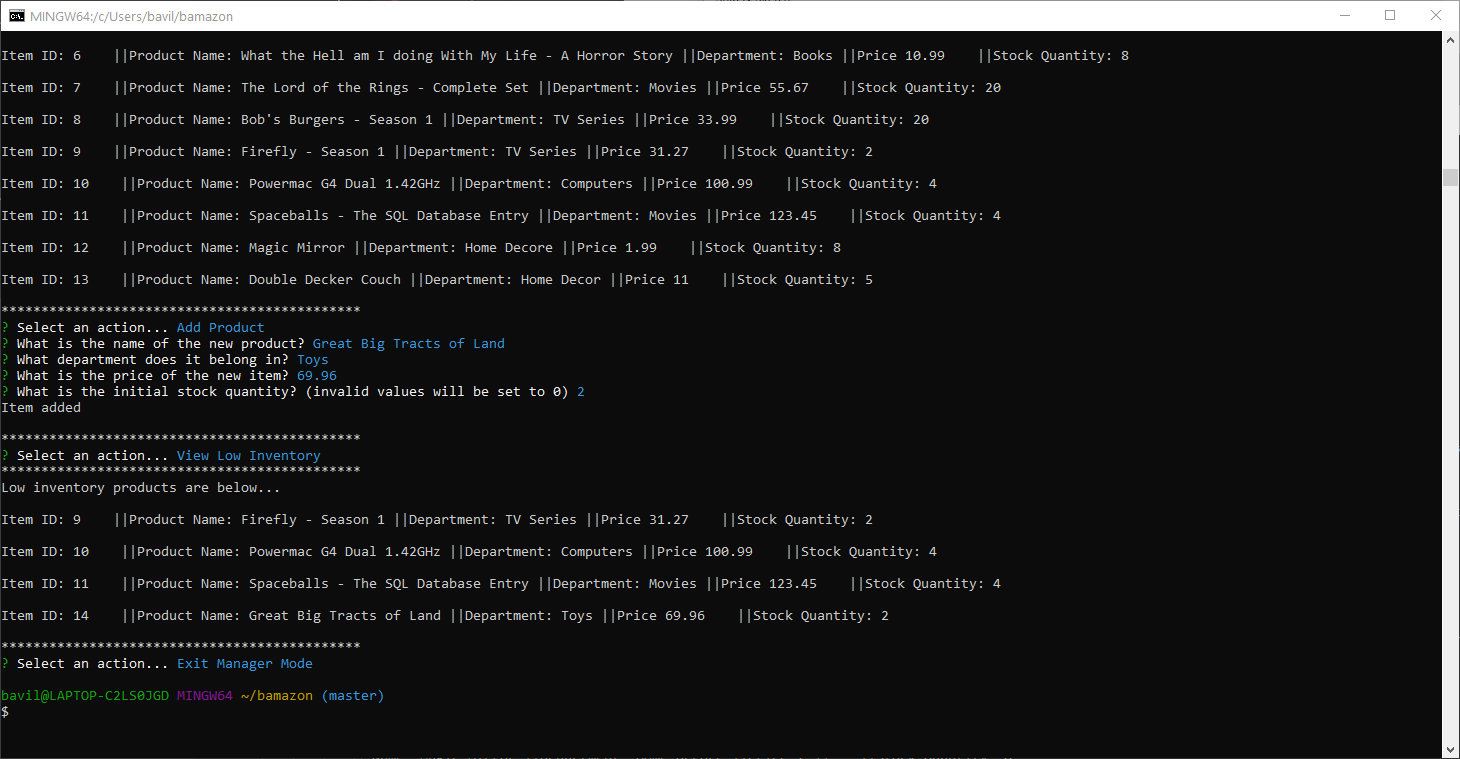 MINGW64:/c/Users/bavil/bamazon
Item ID: 6    ||Product Name: What the Hell am I doing With My Life - A Horror Story ||Department: Books ||Price 10.99    ||Stock Quantity: 8
Item ID: 7    ||Product Name: The Lord of the Rings - Complete Set ||Department: Movies ||Price 55.67    ||Stock Quantity: 20
Item ID: 8    ||Product Name: Bob's Burgers - Season 1 ||Department: TV Series ||Price 33.99    ||Stock Quantity: 20
Item ID: 9    ||Product Name: Firefly - Season 1 ||Department: TV Series ||Price 31.27    ||Stock Quantity: 2
Item ID: 10    ||Product Name: Powermac G4 Dual 1.42GHz ||Department: Computers ||Price 100.99    ||Stock Quantity: 4
Item ID: 11    ||Product Name: Spaceballs - The SQL Database Entry ||Department: Movies ||Price 123.45    ||Stock Quantity: 4
Item ID: 12    ||Product Name: Magic Mirror ||Department: Home Decore ||Price 1.99    ||Stock Quantity: 8
Item ID: 13    ||Product Name: Double Decker Couch ||Department: Home Decor ||Price 11    ||Stock Quantity: 5
*********************************************
? Select an action... Add Product
? What is the name of the new product? Great Big Tracts of Land
? What department does it belong in? Toys
? What is the price of the new item? 69.96
? What is the initial stock quantity? (invalid values will be set to 0) 2
Item added
*********************************************
? Select an action... View Low Inventory
*********************************************
Low inventory products are below...
Item ID: 9    ||Product Name: Firefly - Season 1 ||Department: TV Series ||Price 31.27    ||Stock Quantity: 2
Item ID: 10    ||Product Name: Powermac G4 Dual 1.42GHz ||Department: Computers ||Price 100.99    ||Stock Quantity: 4
Item ID: 11    ||Product Name: Spaceballs - The SQL Database Entry ||Department: Movies ||Price 123.45    ||Stock Quantity: 4
Item ID: 14    ||Product Name: Great Big Tracts of Land ||Department: Toys ||Price 69.96    ||Stock Quantity: 2
*********************************************
? Select an action... Exit Manager Mode
bavil@LAPTOP-C2LS0JGD MINGW64 ~/bamazon (master)
$